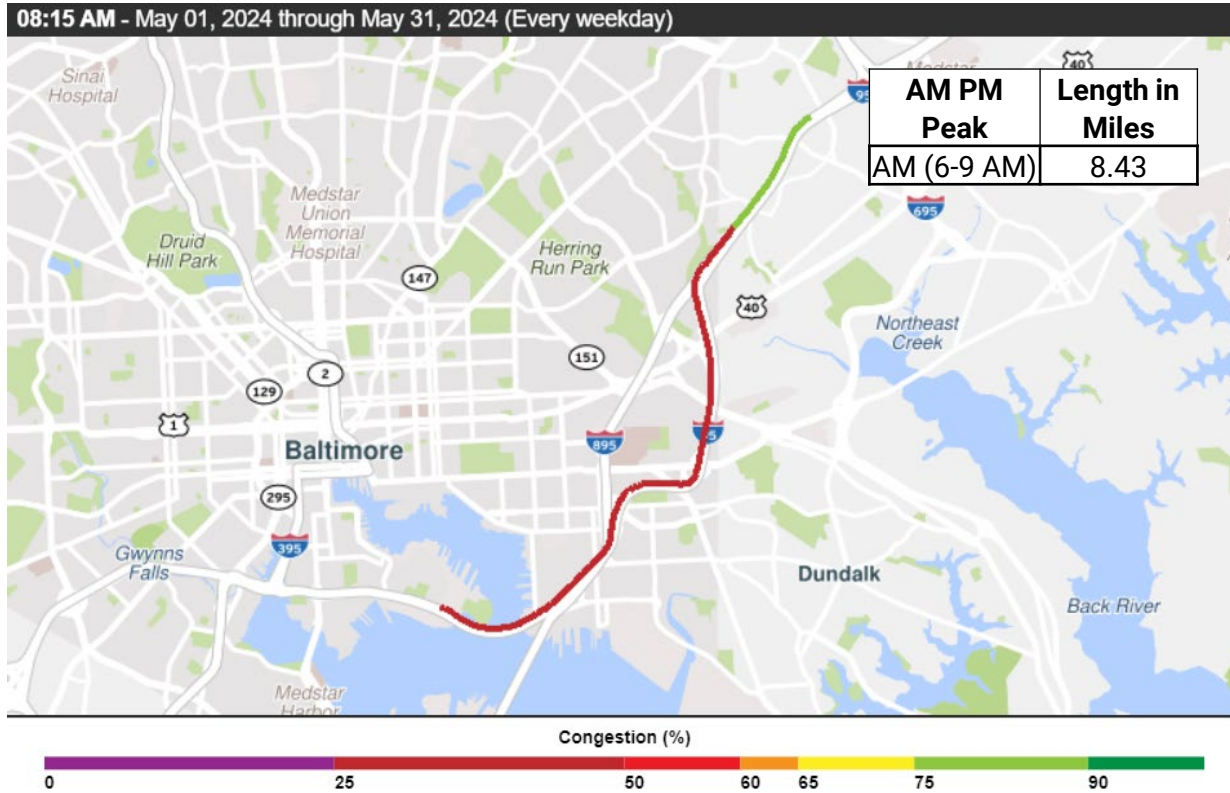 08:15 AM - May 01, 2024 through May 31, 2024 (Every weekday)
Sinai
Hospital
40
Medstar
95
AM PM
Peak
Length in
Miles
AM (6-9 AM)
8.43
695
Medstar
Union
Memorial
Hospital
Druid
Hill Park
Herring
Run Park
147
40
Northeast
Creek
151
2
129
1
895
Baltimore
295
395
Gwynns
Falls
Dundalk
Back River
Medstar
Harbor
Congestion (%)
0
25
50
60
65
75
90